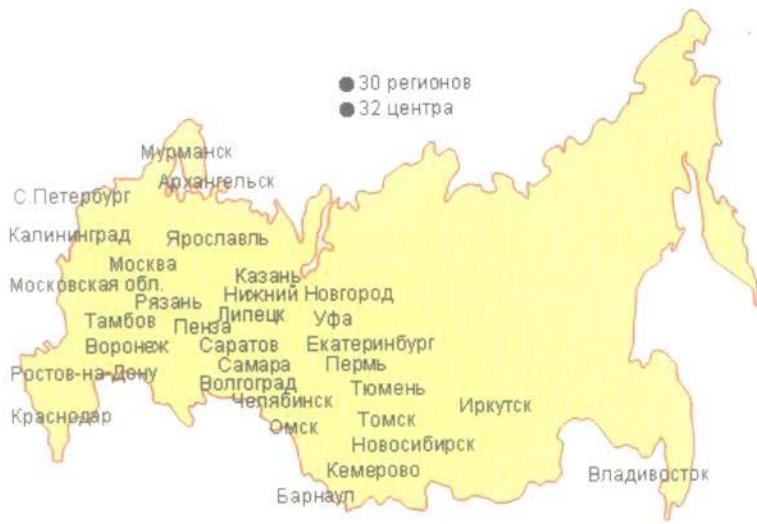 30 регионов
32 центра
Мурманск
Архангельск
С.Петербург
Калининград
Ярославль
Москва
Казань
Московская обл.
Нижний Новгород
Рязань
Липецк
Тамбов
Пенза
Уфа
Воронеж
Саратов
Екатеринбург
Самара
Пермь
Ростов-на-Дону
Волгоград
Тюмень
Челябинск
Иркутск
Краснодар
Омск
Томск
Новосибирск
Кемерово
Владивосток
Барнаул